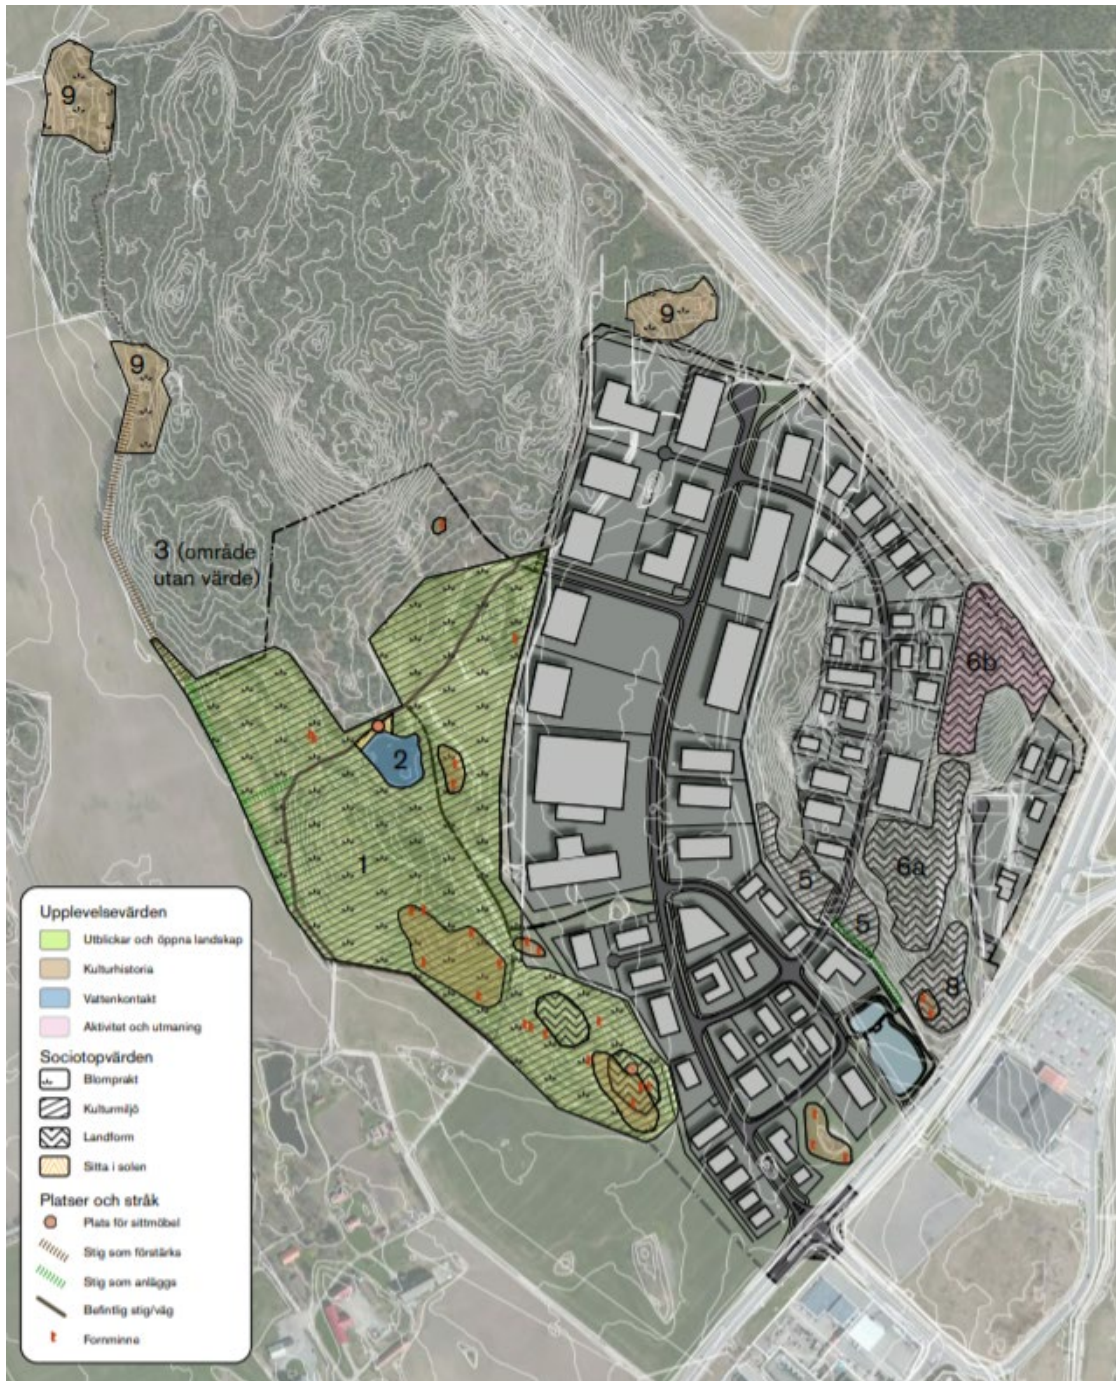 9
9
9
3 (område
utan värde)
6b
2
1
6a
5
5
8
Upplevelsevärden
Utblickar och öppna landskap
Kulturhistoria
Vattenkontakt
Aktivitet och utmaning
Sociotopvärden
Blomprakt
Kulturmiljö
Landform
Sitta i solen
Platser och stråk
Plats för sittmöbel
Stig som förstärks
Stig som anläggs
Befintlig stig/väg
Fornminne